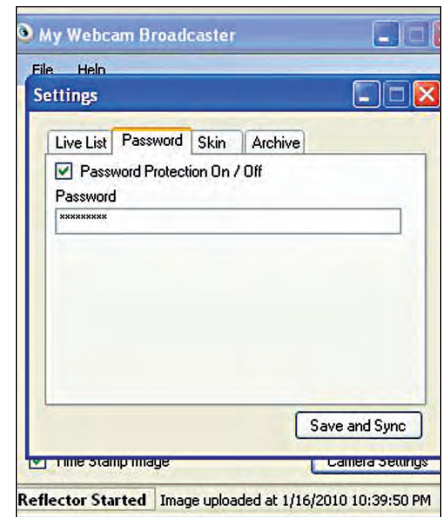 My Webcam Broadcaster
File Help
Settings
Live List Password Skin Archive
Password Protection On / Off
Password
×××××××××
Save and Sync
Time Stamp Image Camera Settings
Reflector Started Image uploaded at 1/16/2010 10:39:50 PM